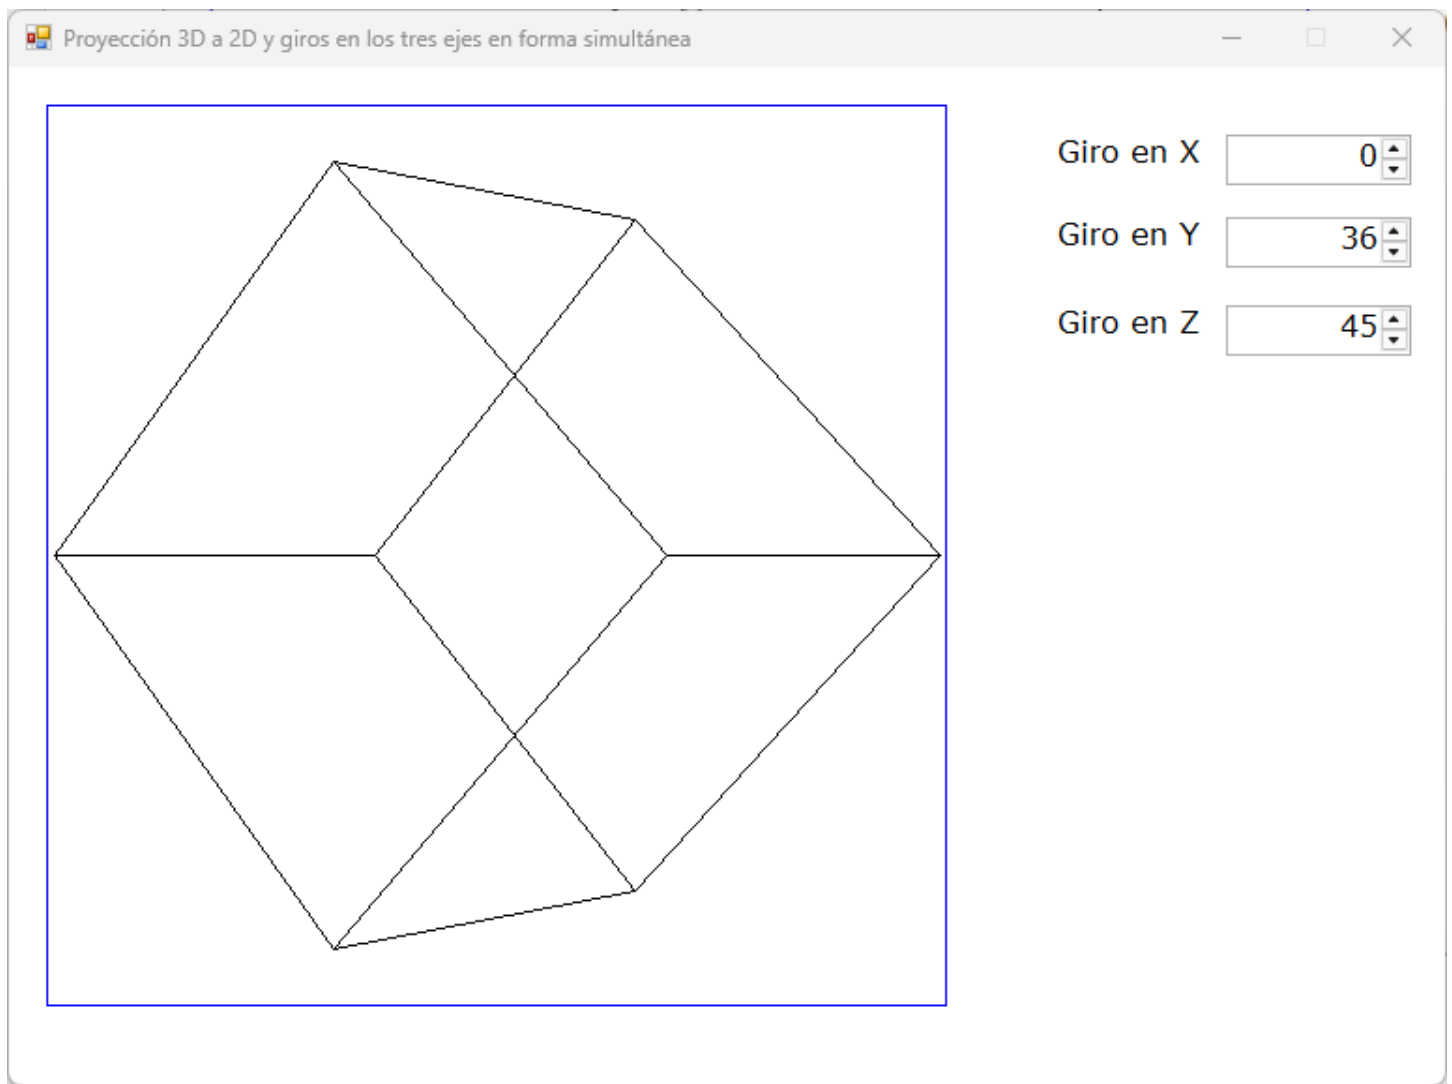 Proyección 3D a 2D y giros en los tres ejes en forma simultánea
Giro en X 0
Giro en Y 36
Giro en Z 45